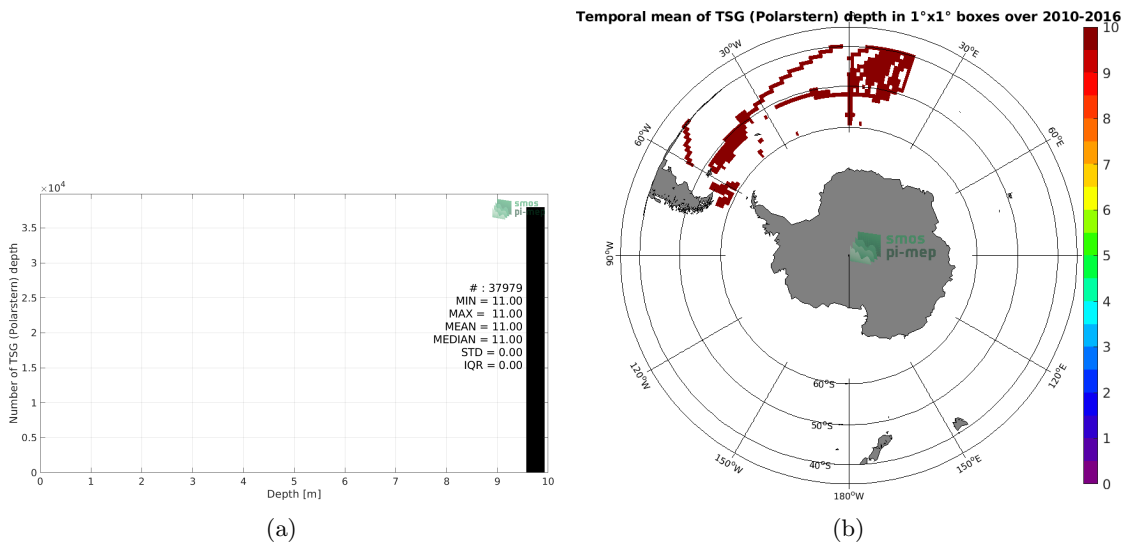 ×10⁴
3.5
3
2.5
2
1.5
1
0.5
0
0 1 2 3 4 5 6 7 8 9 10
Number of TSG (Polarstern) depth
Depth [m]
smos
pi-mep
# : 37979
MIN = 11.00
MAX = 11.00
MEAN = 11.00
MEDIAN = 11.00
STD = 0.00
IQR = 0.00
(a)
Temporal mean of TSG (Polarstern) depth in 1°x1° boxes over 2010-2016
30°W
30°E
60°W
60°E
90°W
smos
pi-mep
120°W
120°E
60°S
50°S
40°S
150°W
150°E
180°W
10
9
8
7
6
5
4
3
2
1
0
(b)